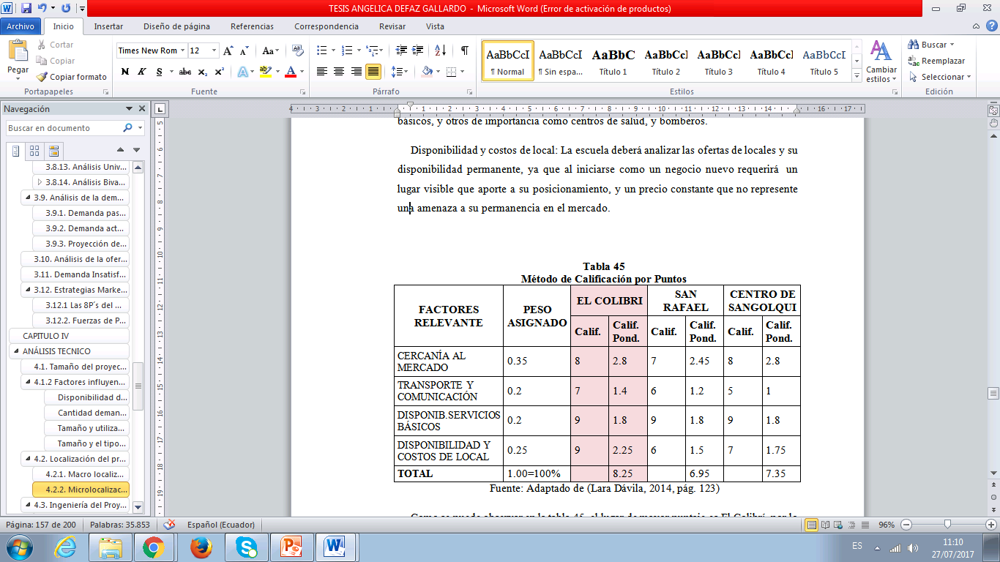 TESIS ANGELICA DEFAZ GALLARDO - Microsoft Word (Error de activación de productos)
Archivo Inicio Insertar Diseño de página Referencias Correspondencia Revisar Vista
Pegar
Cortar
Copiar
Copiar formato
Portapapeles
Times New Rom 12
N K S abc x₂ x² A ab A
Fuente
Párrafo
AaBbCcI AaBbCcI AaBbC AaBbCcI AaBbCcI AaBbCcI AaBbCcI
¶ Normal ¶ Sin espa... Título 1 Título 2 Título 3 Título 4 Título 5
Estilos
Cambiar estilos
Buscar
Reemplazar
Seleccionar
Edición
Navegación
Buscar en documento
3.8.13. Análisis Univ...
3.8.14. Análisis Biva...
3.9. Análisis de la dem...
3.9.1. Demanda pas...
3.9.2. Demanda act...
3.9.3. Proyección de...
3.10. Análisis de la ofer...
3.11. Demanda Insatisf...
3.12. Estrategias Marke...
3.12.1 Las 8P´s del ...
3.12.2. Fuerzas de P...
CAPITULO IV
ANÁLISIS TECNICO
4.1. Tamaño del proyec...
4.1.2 Factores influyen...
Disponibilidad d...
Cantidad deman...
Tamaño y utiliza...
Tamaño y el tipo...
4.2. Localización del pr...
4.2.1. Macro localiz...
4.2.2. Microlocalizac...
4.3. Ingeniería del Proy...
básicos, y otros de importancia como centros de salud, y bomberos.
Disponibilidad y costos de local: La escuela deberá analizar las ofertas de locales y su
disponibilidad permanente, ya que al iniciarse como un negocio nuevo requerirá un
lugar visible que aporte a su posicionamiento, y un precio constante que no represente
una amenaza a su permanencia en el mercado.
Tabla 45
Método de Calificación por Puntos
FACTORES RELEVANTE PESO ASIGNADO EL COLIBRI SAN RAFAEL CENTRO DE SANGOLQUI
Calif. Calif. Pond. Calif. Calif. Pond. Calif. Calif. Pond.
CERCANÍA AL MERCADO 0.35 8 2.8 7 2.45 8 2.8
TRANSPORTE Y COMUNICACIÓN 0.2 7 1.4 6 1.2 5 1
DISPONIB.SERVICIOS BÁSICOS 0.2 9 1.8 9 1.8 9 1.8
DISPONIBILIDAD Y COSTOS DE LOCAL 0.25 9 2.25 6 1.5 7 1.75
TOTAL 1.00=100% 8.25 6.95 7.35
Fuente: Adaptado de (Lara Dávila, 2014, pág. 123)
Como se puede observar en la tabla 45, el lugar de mayor puntaje es El Colibrí, por lo
Página: 157 de 200 Palabras: 35.853 Español (Ecuador) 96%
ES 11:10
27/07/2017